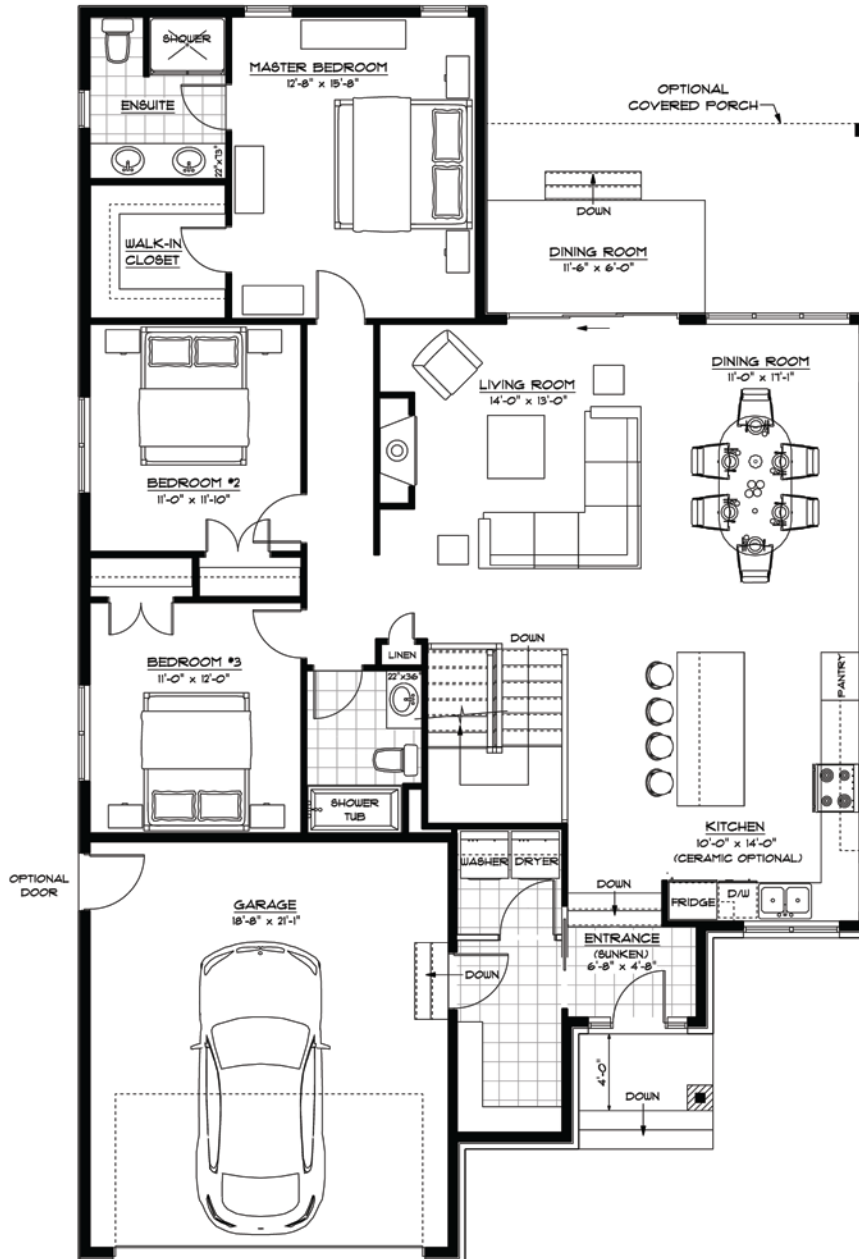 SHOWER
MASTER BEDROOM
12'-8" x 15'-8"
ENSUITE
22"x73"
OPTIONAL
COVERED PORCH
DOWN
WALK-IN
CLOSET
DINING ROOM
11'-6" x 6'-0"
LIVING ROOM
14'-0" x 13'-0"
DINING ROOM
11'-0" x 17'-1"
BEDROOM #2
11'-0" x 11'-10"
DOWN
LINEN
BEDROOM #3
11'-0" x 12'-0"
22"x36"
PANTRY
SHOWER
TUB
KITCHEN
10'-0" x 14'-0"
(CERAMIC OPTIONAL)
WASHER
DRYER
OPTIONAL
DOOR
DOWN
FRIDGE
D/W
GARAGE
18'-8" x 21'-1"
ENTRANCE
(SUNKEN)
6'-8" x 4'-8"
DOWN
4'-0"
DOWN